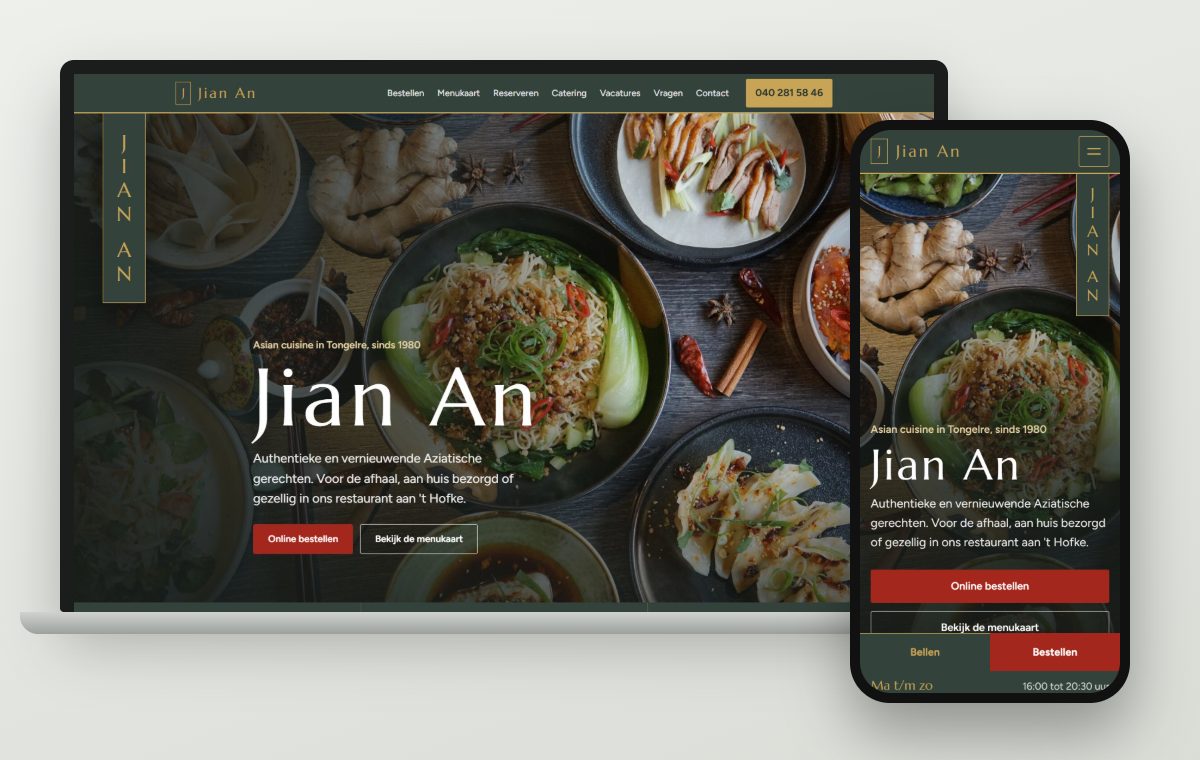 J Jian An
Bestellen Menukaart Reserveren Catering Vacatures Vragen Contact 040 281 58 46
JIAN AN
Asian cuisine in Tongelre, sinds 1980
Jian An
Authentieke en vernieuwende Aziatische
gerechten. Voor de afhaal, aan huis bezorgd of
gezellig in ons restaurant aan 't Hofke.
Online bestellen Bekijk de menukaart
J Jian An
JIAN AN
Asian cuisine in Tongelre, sinds 1980
Jian An
Authentieke en vernieuwende Aziatische
gerechten. Voor de afhaal, aan huis bezorgd
of gezellig in ons restaurant aan 't Hofke.
Online bestellen
Bekijk de menukaart
Bellen Bestellen
Ma t/m zo 16:00 tot 20:30 uur